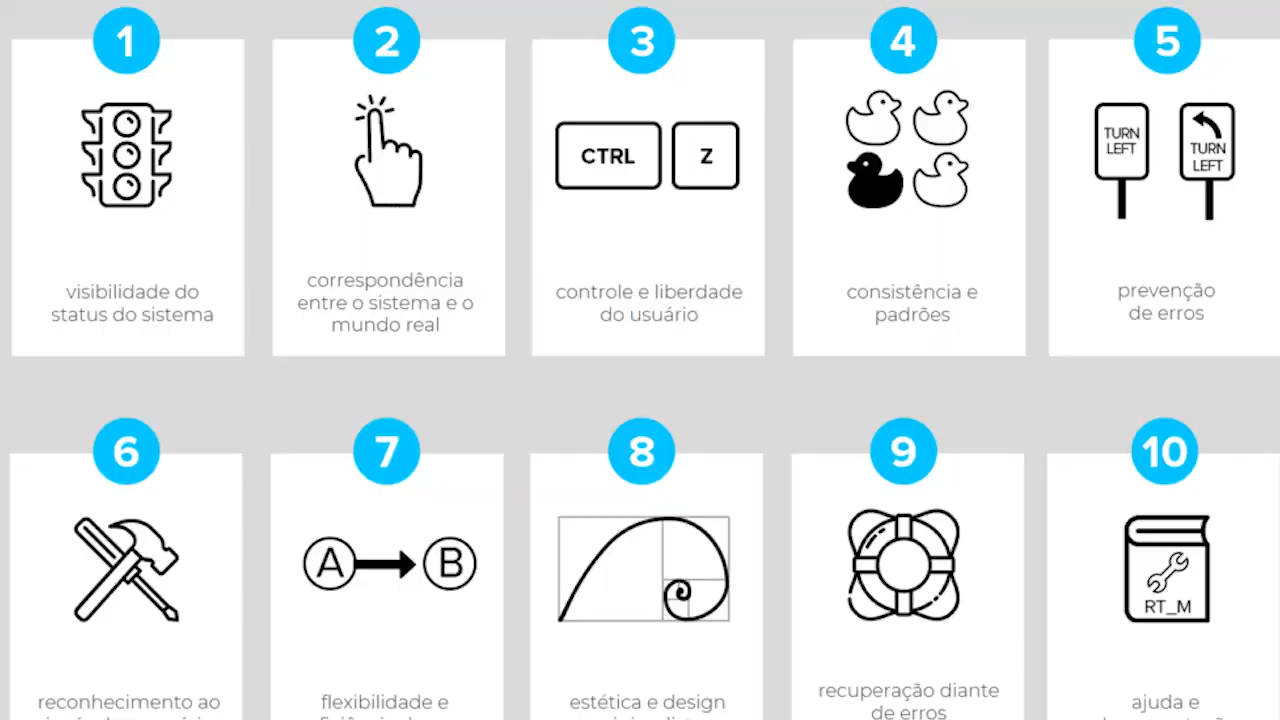 1
2
3
4
5
CTRL
Z
TURN
LEFT
TURN
LEFT
visibilidade do
status do sistema
correspondência
entre o sistema e o
mundo real
controle e liberdade
do usuário
consistência e
padrões
prevenção
de erros
6
7
8
9
10
A
B
RT_M
reconhecimento ao
flexibilidade e
estética e design
recuperação diante
de erros
ajuda e